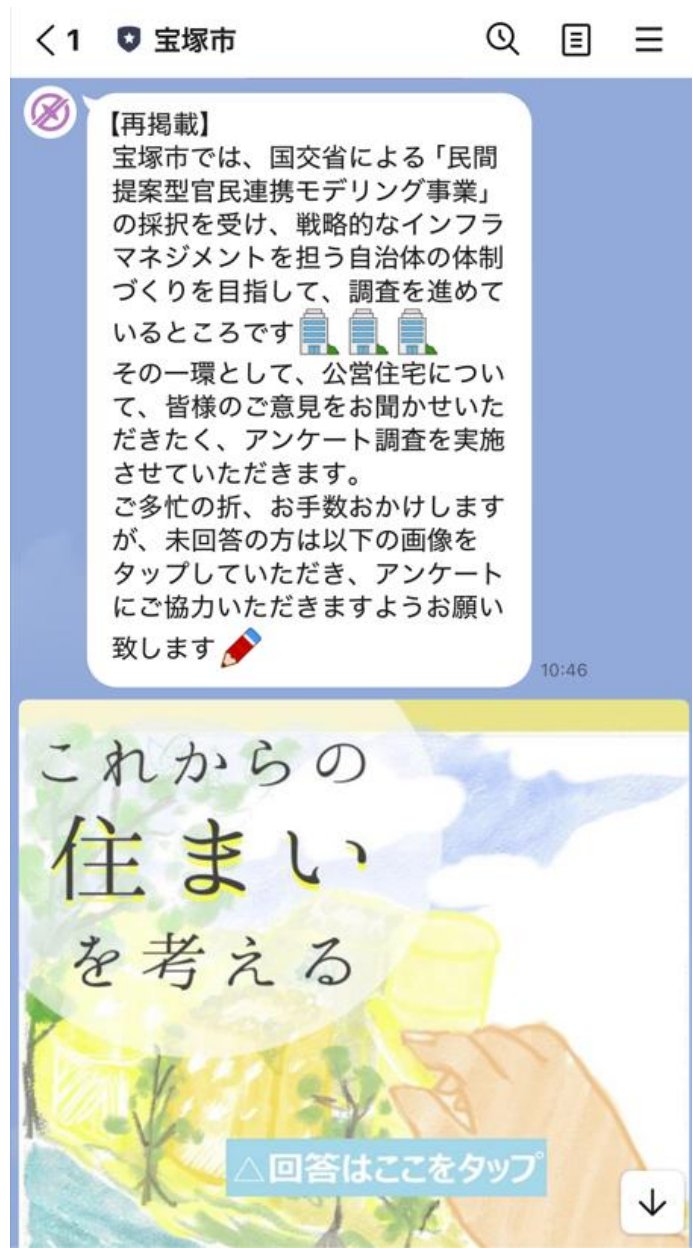 1 宝塚市
【再掲載】
宝塚市では、国交省による「民間
提案型官民連携モデリング事業」
の採択を受け、戦略的なインフラ
マネジメントを担う自治体の体制
づくりを目指して、調査を進めて
いるところです
その一環として、公営住宅につい
て、皆様のご意見をお聞かせいた
だきたく、アンケート調査を実施
させていただきます。
ご多忙の折、お手数おかけします
が、未回答の方は以下の画像を
タップしていただき、アンケート
にご協力いただきますようお願い
致します
10:46
これからの
住まい
を考える
△回答はここをタップ